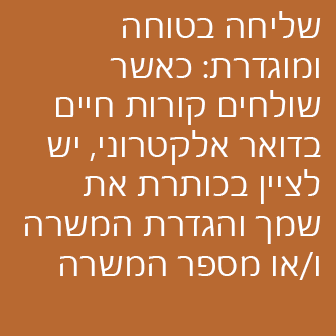 שליחה בטוחה
ומוגדרת: כאשר
שולחים קורות חיים
בדואר אלקטרוני, יש
לציין בכותרת את
שמך והגדרת המשרה
ו/או מספר המשרה